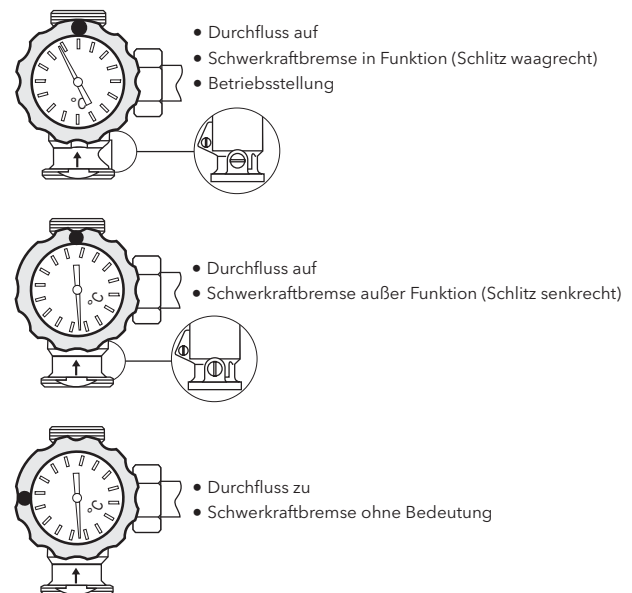 • Durchfluss auf
• Schwerkraftbremse in Funktion (Schlitz waagrecht)
• Betriebsstellung
°C
• Durchfluss auf
• Schwerkraftbremse außer Funktion (Schlitz senkrecht)
°C
• Durchfluss zu
• Schwerkraftbremse ohne Bedeutung
°C